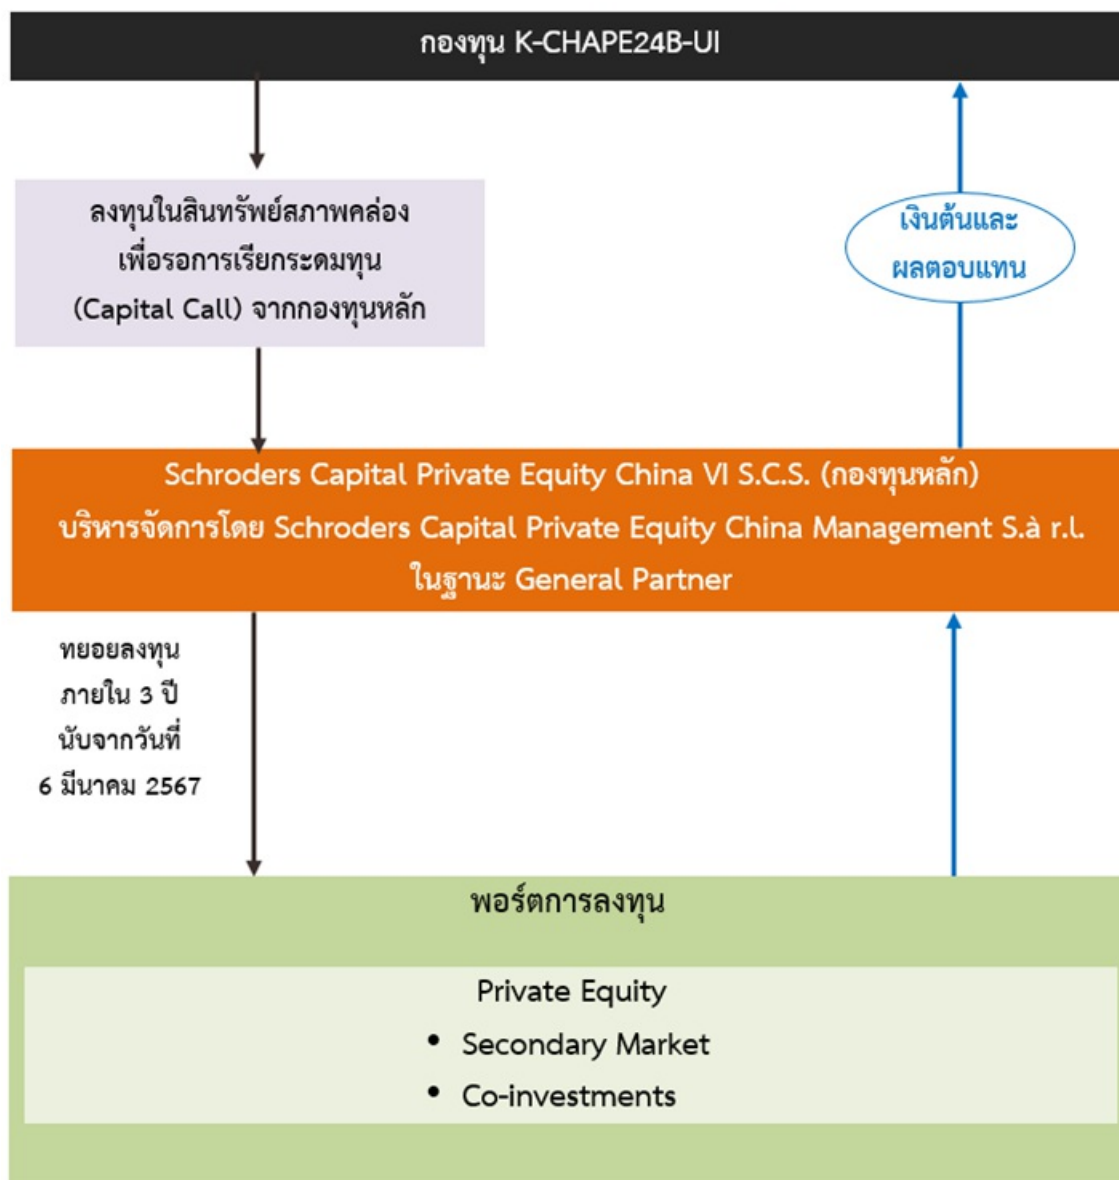 กองทุน K-CHAPE24B-UI
ลงทุนในสินทรัพย์สภาพคล่อง
เพื่อรอการเรียกระดมทุน
(Capital Call) จากกองทุนหลัก
เงินต้นและ
ผลตอบแทน
Schroders Capital Private Equity China VI S.C.S. (กองทุนหลัก)
บริหารจัดการโดย Schroders Capital Private Equity China Management S.à r.l.
ในฐานะ General Partner
ทยอยลงทุน
ภายใน 3 ปี
นับจากวันที่
6 มีนาคม 2567
พอร์ตการลงทุน
Private Equity
• Secondary Market
• Co-investments